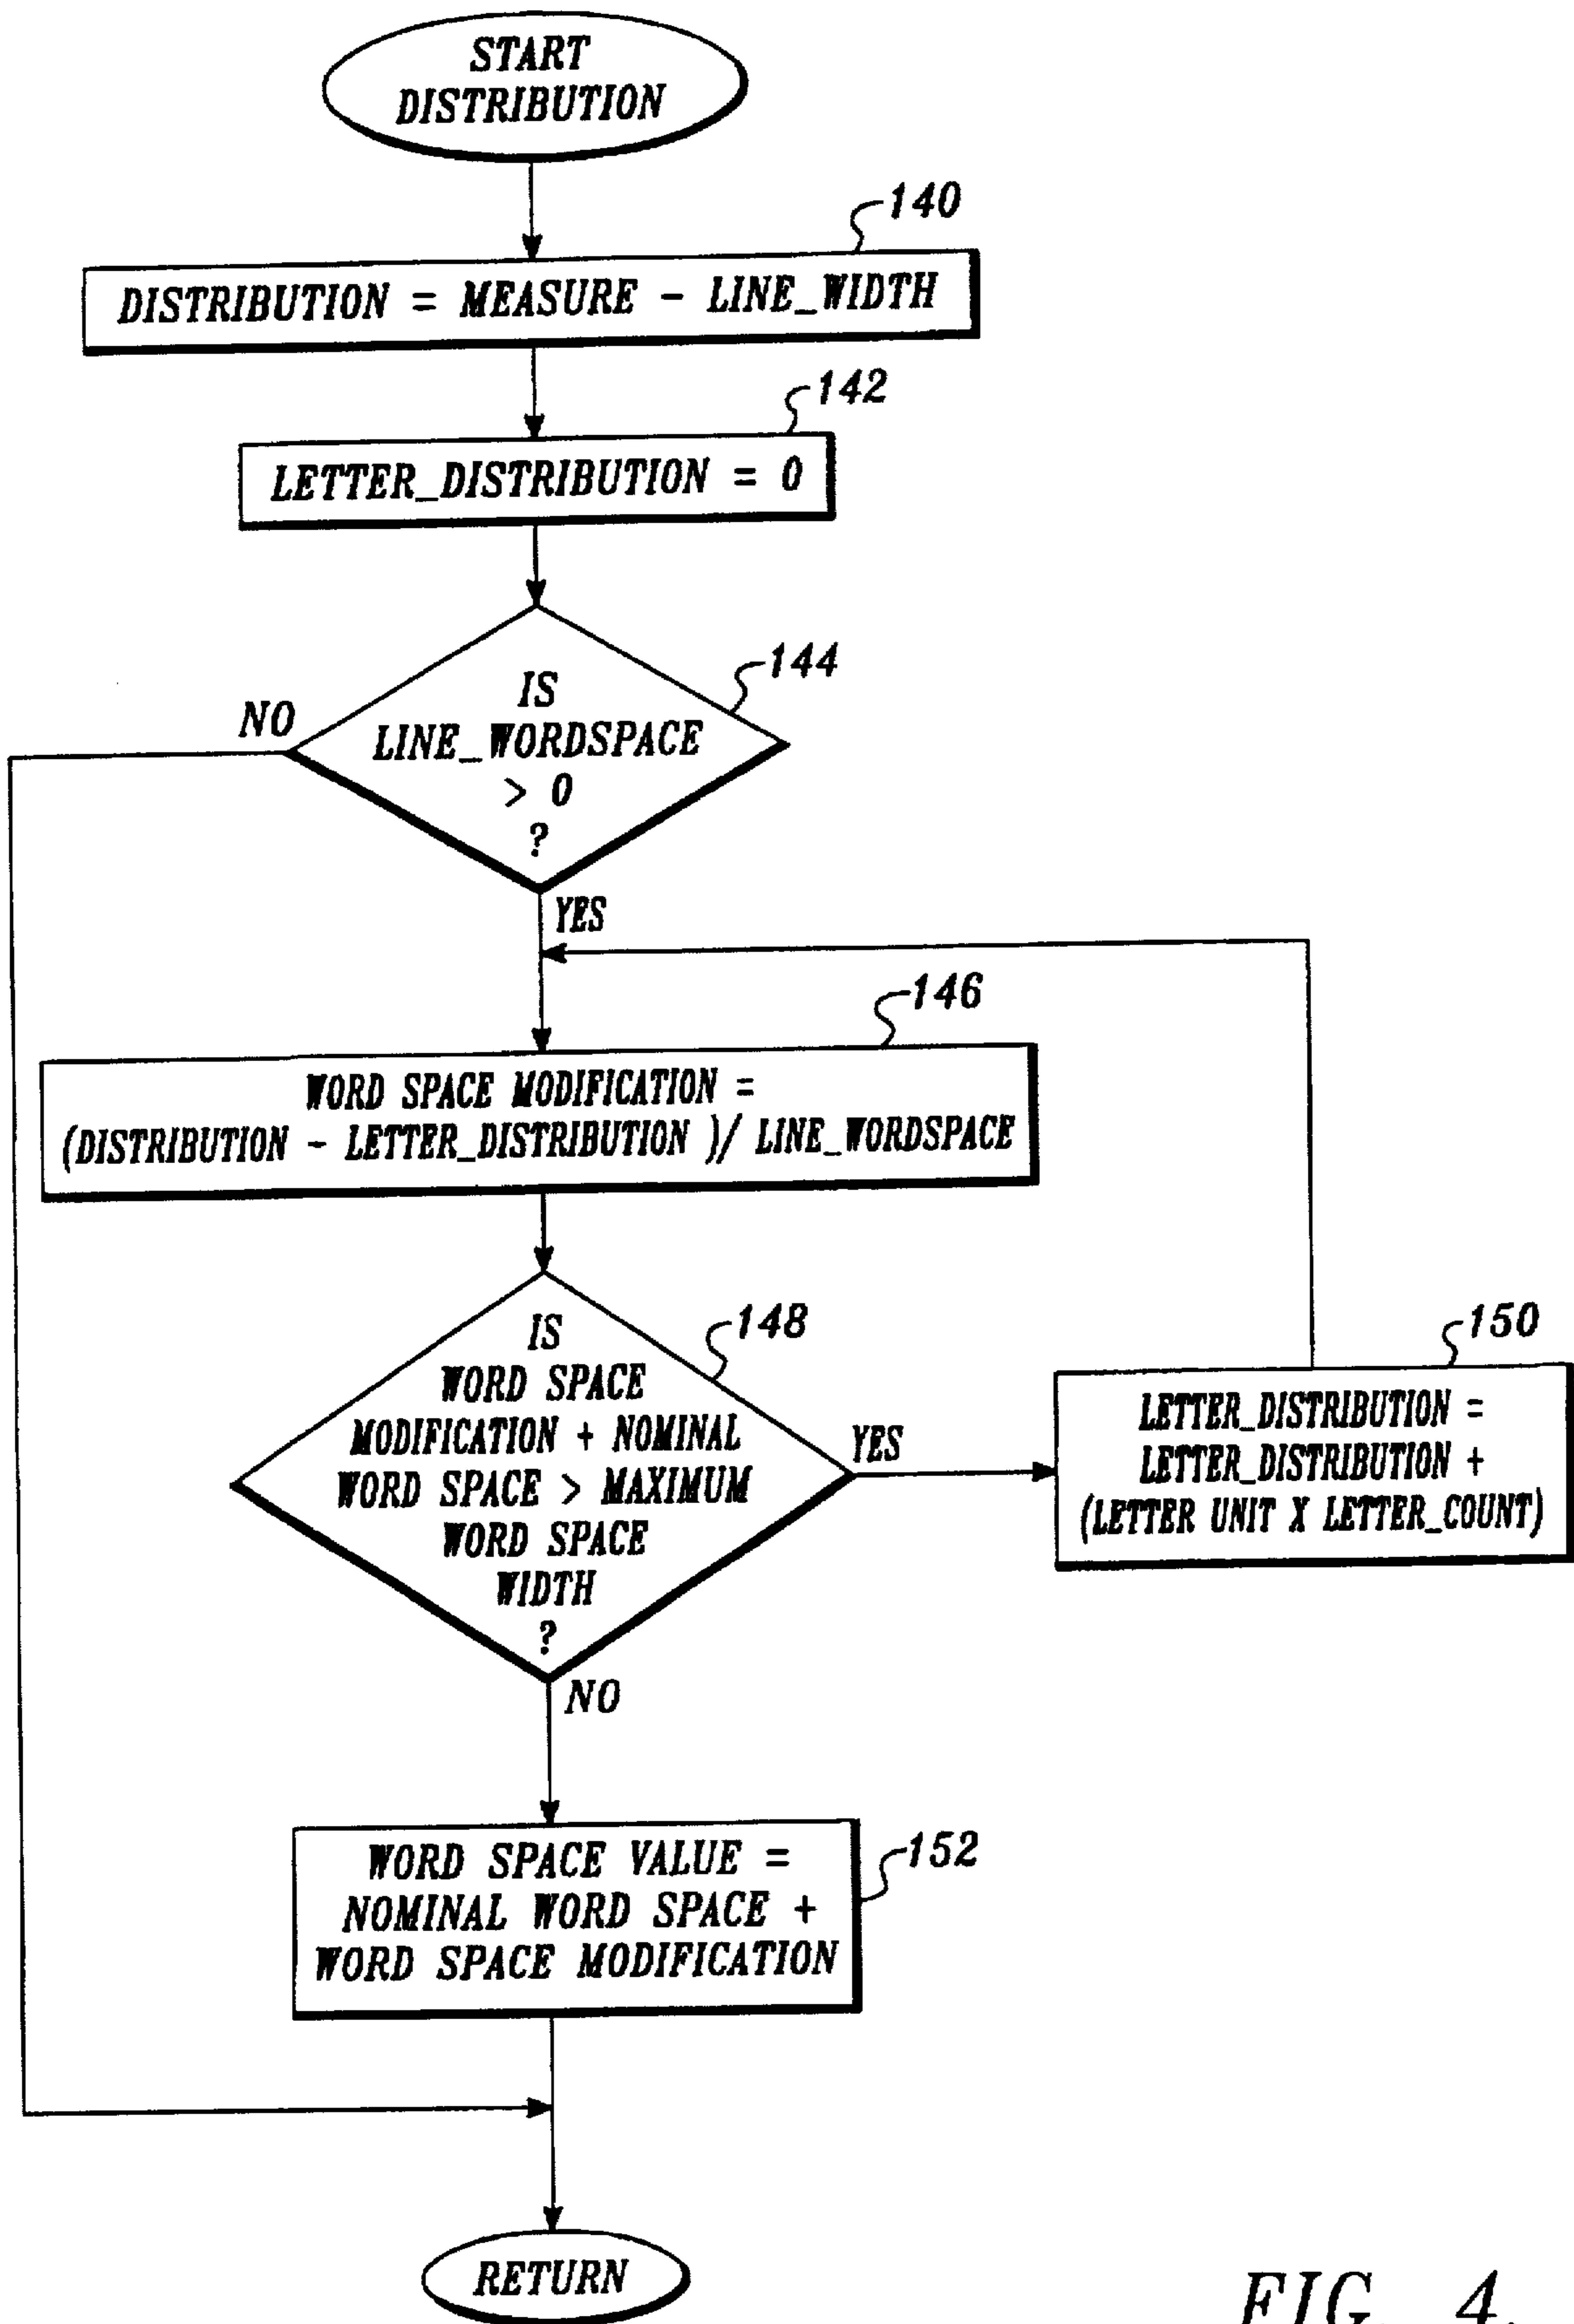 START
DISTRIBUTION
140
DISTRIBUTION = MEASURE - LINE_WIDTH
142
LETTER_DISTRIBUTION = 0
144
IS
LINE_WORDSPACE
> 0
?
NO
YES
146
WORD SPACE MODIFICATION =
(DISTRIBUTION - LETTER_DISTRIBUTION )/ LINE_WORDSPACE
148
IS
WORD SPACE
MODIFICATION + NOMINAL
WORD SPACE > MAXIMUM
WORD SPACE
WIDTH
?
YES
150
LETTER_DISTRIBUTION =
LETTER_DISTRIBUTION +
(LETTER UNIT X LETTER_COUNT)
NO
152
WORD SPACE VALUE =
NOMINAL WORD SPACE +
WORD SPACE MODIFICATION
RETURN
FIG. 4.